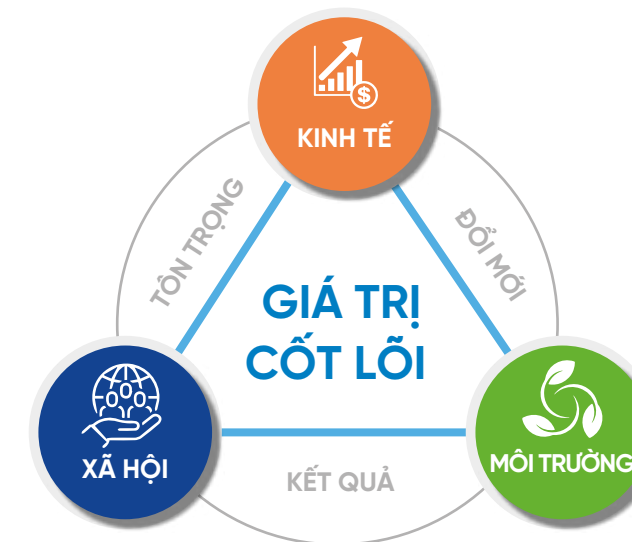 $
KINH TẾ
TÔN TRỌNG
ĐỔI MỚI
GIÁ TRỊ
CỐT LÕI
XÃ HỘI
MÔI TRƯỜNG
KẾT QUẢ